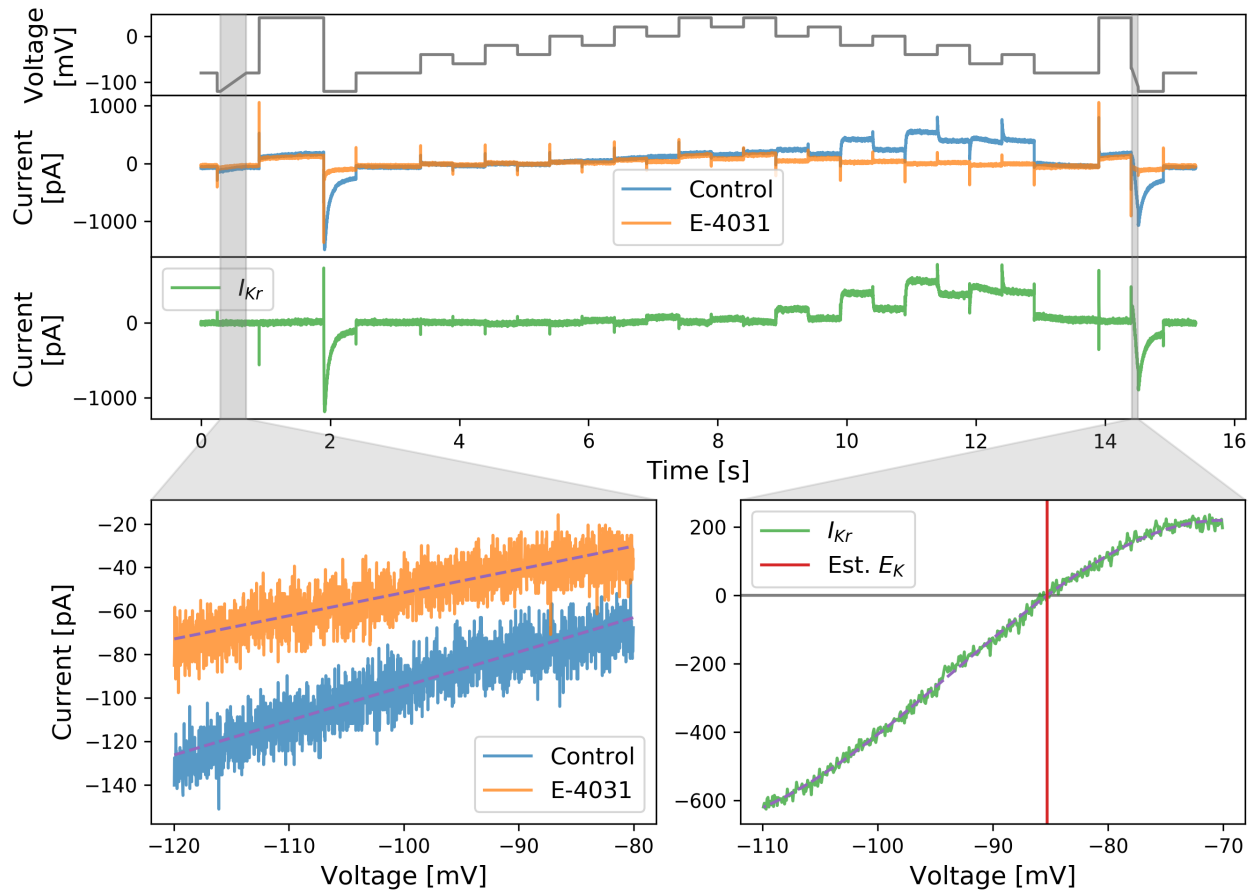 Voltage
[mV]
0
−100
Current
[pA]
1000
0
−1000
Control
E-4031
Current
[pA]
0
−1000
I_Kr
0 2 4 6 8 10 12 14 16
Time [s]
Current [pA]
−20
−40
−60
−80
−100
−120
−140
Control
E-4031
−120 −110 −100 −90 −80
Voltage [mV]
200
0
−200
−400
−600
I_Kr
Est. E_K
−110 −100 −90 −80 −70
Voltage [mV]